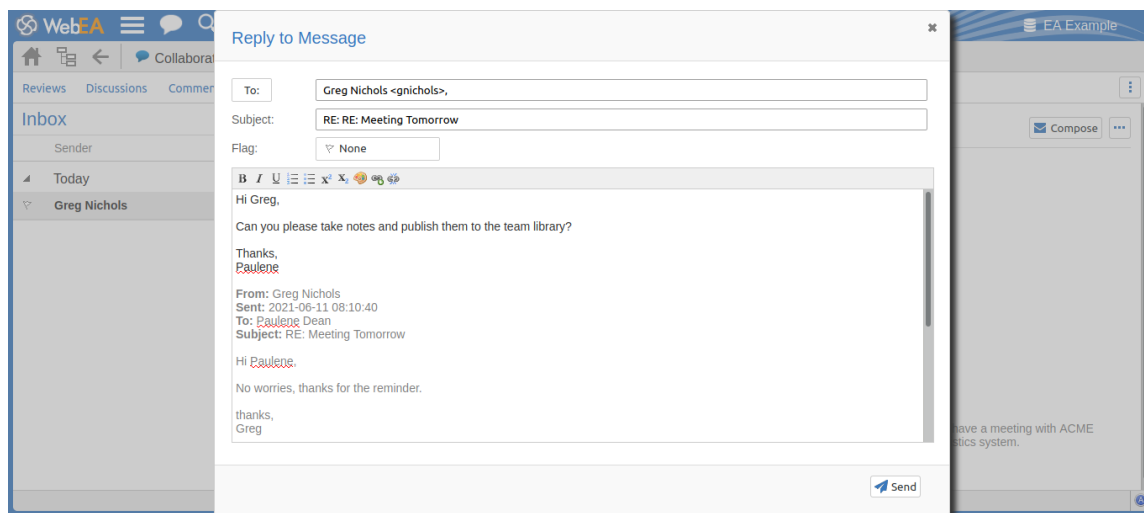 WebEA
EA Example
Collaborat
Reviews Discussions Commen
Inbox
Compose
Sender
Today
Greg Nichols
Reply to Message
To: Greg Nichols <gnichols>,
Subject: RE: RE: Meeting Tomorrow
Flag: None
B I U x² X₂
Hi Greg,
Can you please take notes and publish them to the team library?
Thanks,
Paulene
From: Greg Nichols
Sent: 2021-06-11 08:10:40
To: Paulene Dean
Subject: RE: Meeting Tomorrow
Hi Paulene,
No worries, thanks for the reminder.
thanks,
Greg
have a meeting with ACME
stics system.
Send